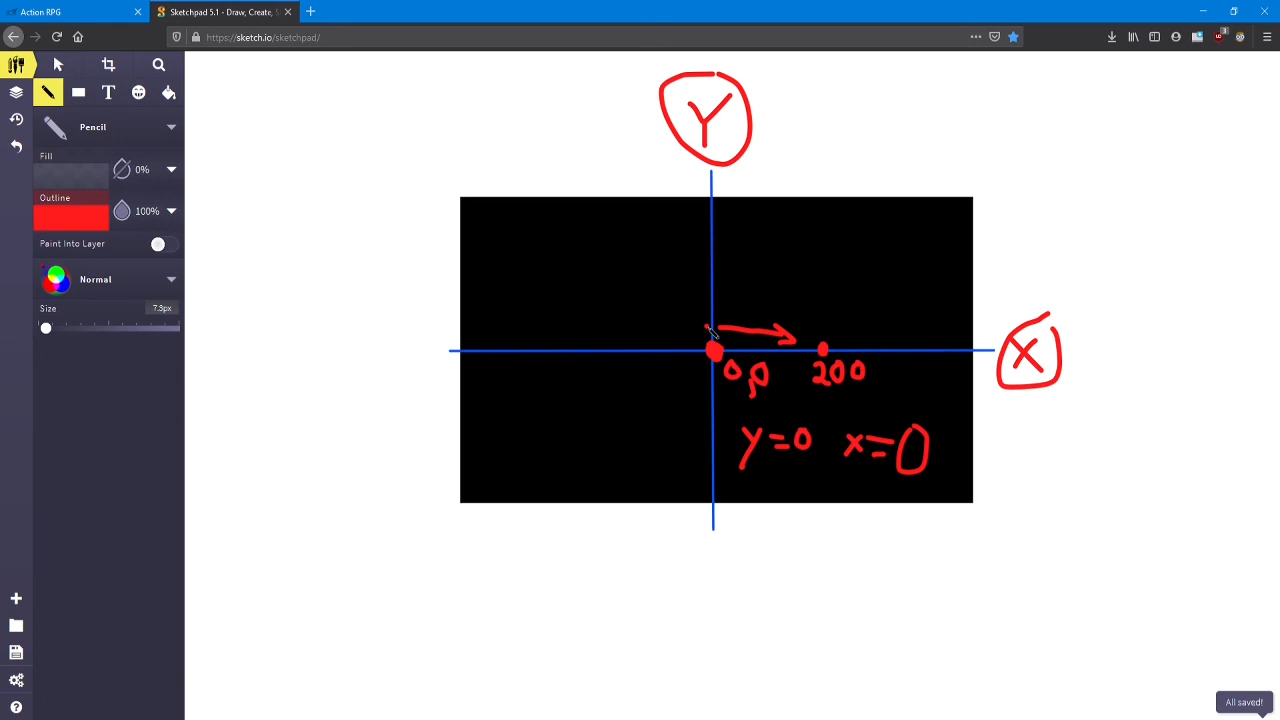 Action RPG
Sketchpad 5.1 - Draw, Create, S
https://sketch.io/sketchpad/
3
Pencil
Fill
0%
Outline
100%
Paint Into Layer
Normal
Size
7.3px
Y
X
0,0
200
y=0 x=0
All saved!